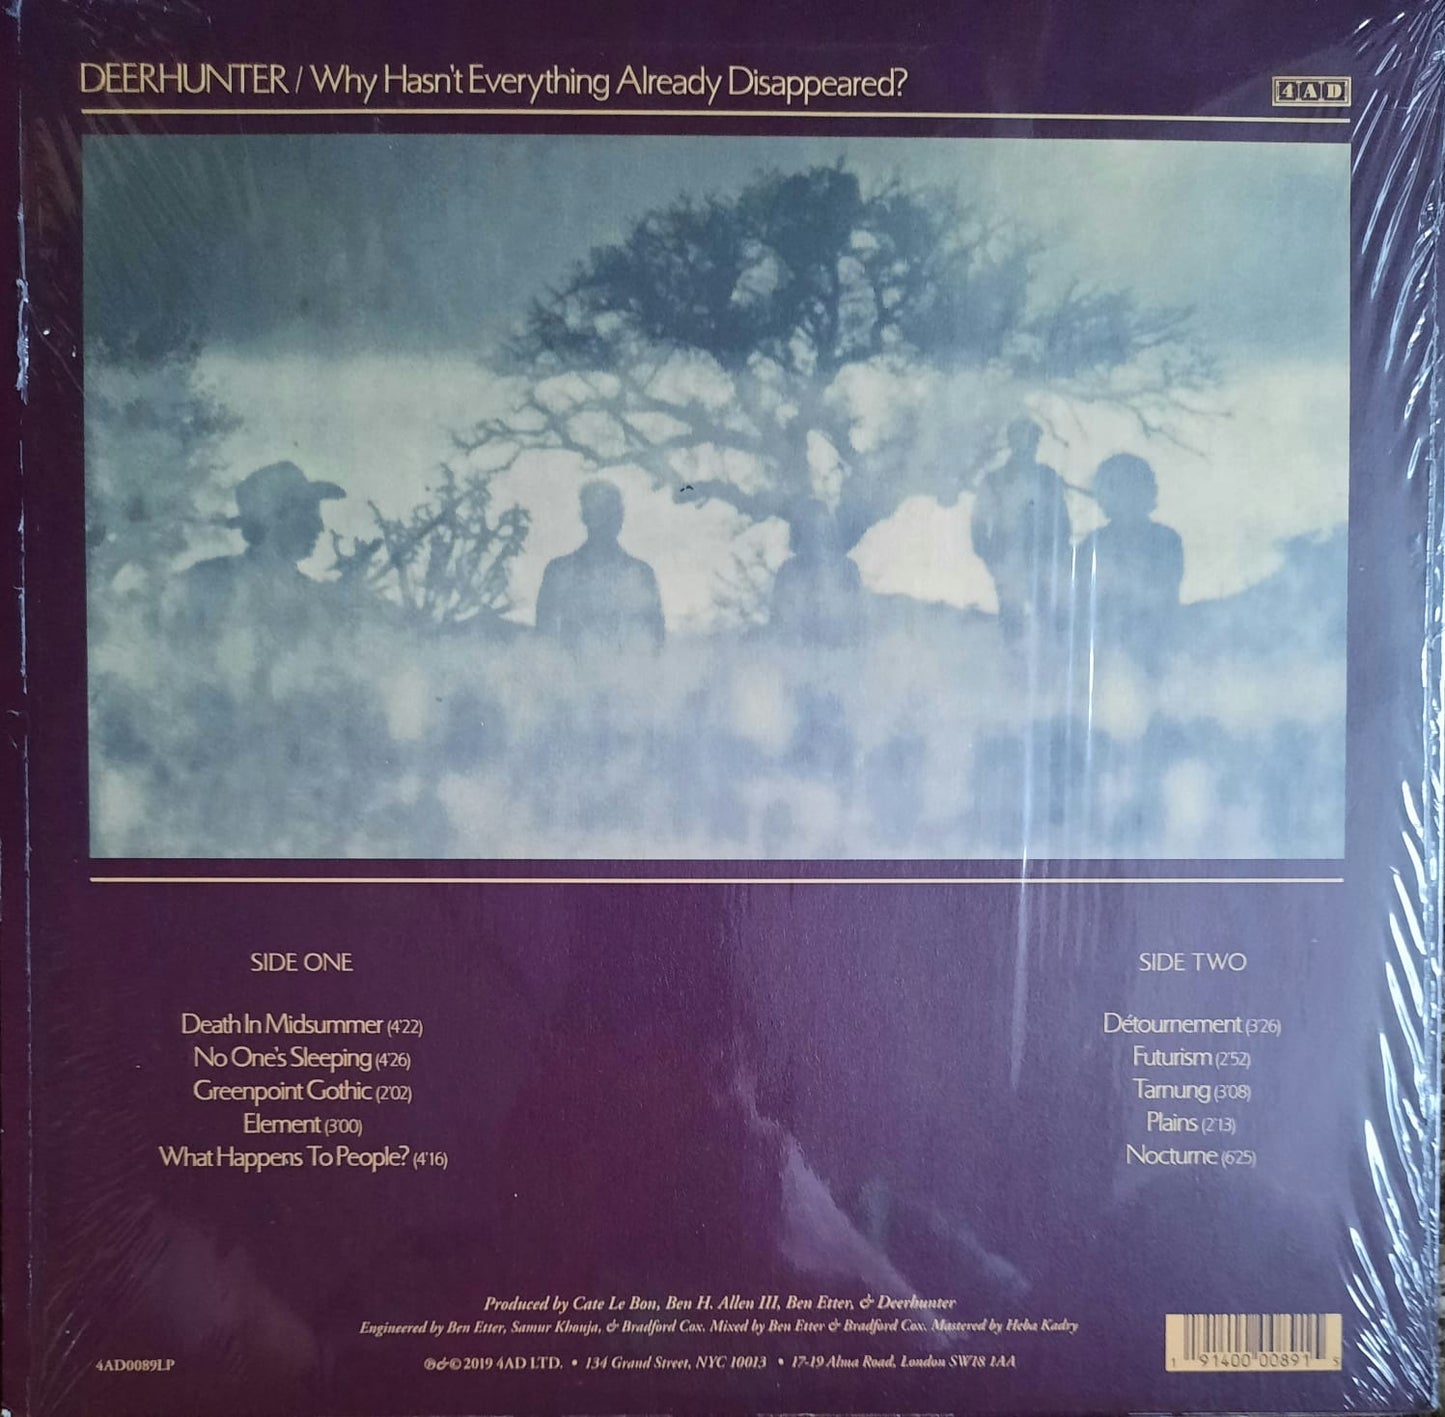 DEERHUNTER / Why Hasn't Everything Already Disappeared?
4AD
SIDE ONE
Death In Midsummer (4'22)
No One's Sleeping (4'26)
Greenpoint Gothic (2'02)
Element (3'00)
What Happens To People? (4'16)
SIDE TWO
Détournement (3'26)
Futurism (2'52)
Tarnung (3'08)
Plains (2'13)
Nocturne (6'25)
Produced by Cate Le Bon, Ben H. Allen III, Ben Etter, & Deerhunter
Engineered by Ben Etter, Samur Khouja, & Bradford Cox. Mixed by Ben Etter & Bradford Cox. Mastered by Heba Kadry
4AD0089LP
℗&© 2019 4AD LTD. • 134 Grand Street, NYC 10013 • 17-19 Alma Road, London SW18 1AA
1 91400 00891 5